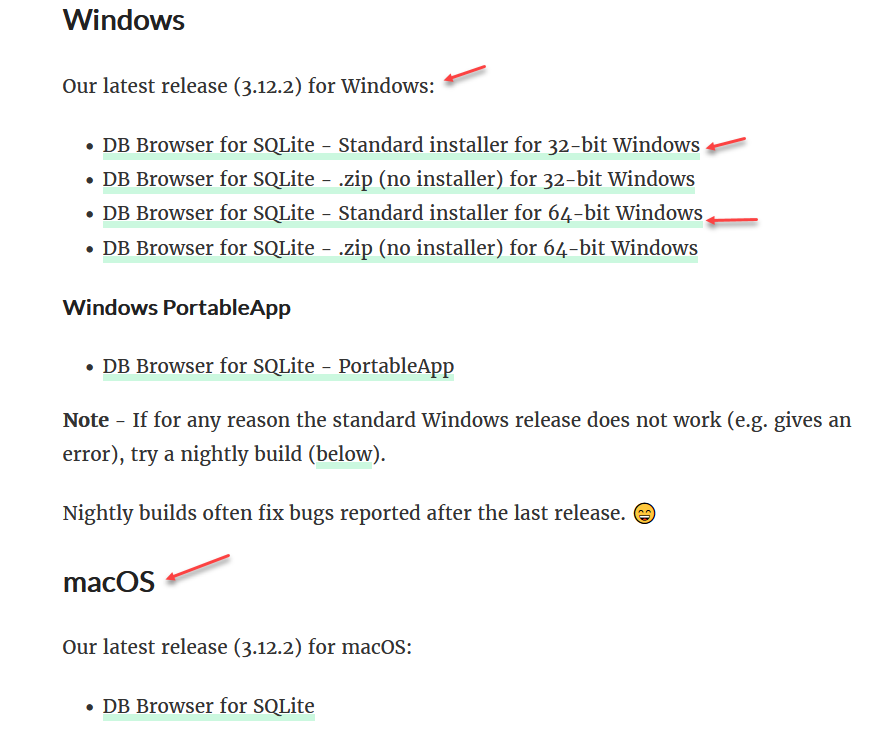 Windows
Our latest release (3.12.2) for Windows:
• DB Browser for SQLite - Standard installer for 32-bit Windows
• DB Browser for SQLite - .zip (no installer) for 32-bit Windows
• DB Browser for SQLite - Standard installer for 64-bit Windows
• DB Browser for SQLite - .zip (no installer) for 64-bit Windows
Windows PortableApp
• DB Browser for SQLite - PortableApp
Note - If for any reason the standard Windows release does not work (e.g. gives an
error), try a nightly build (below).
Nightly builds often fix bugs reported after the last release. 😁
macOS
Our latest release (3.12.2) for macOS:
• DB Browser for SQLite